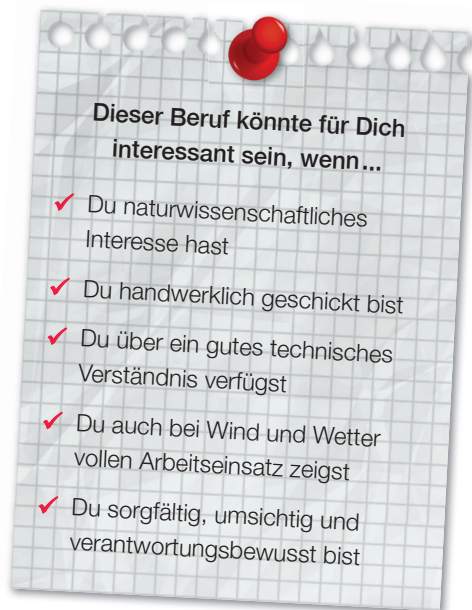 Dieser Beruf könnte für Dich
interessant sein, wenn ...
✓ Du naturwissenschaftliches
Interesse hast
✓ Du handwerklich geschickt bist
✓ Du über ein gutes technisches
Verständnis verfügst
✓ Du auch bei Wind und Wetter
vollen Arbeitseinsatz zeigst
✓ Du sorgfältig, umsichtig und
verantwortungsbewusst bist